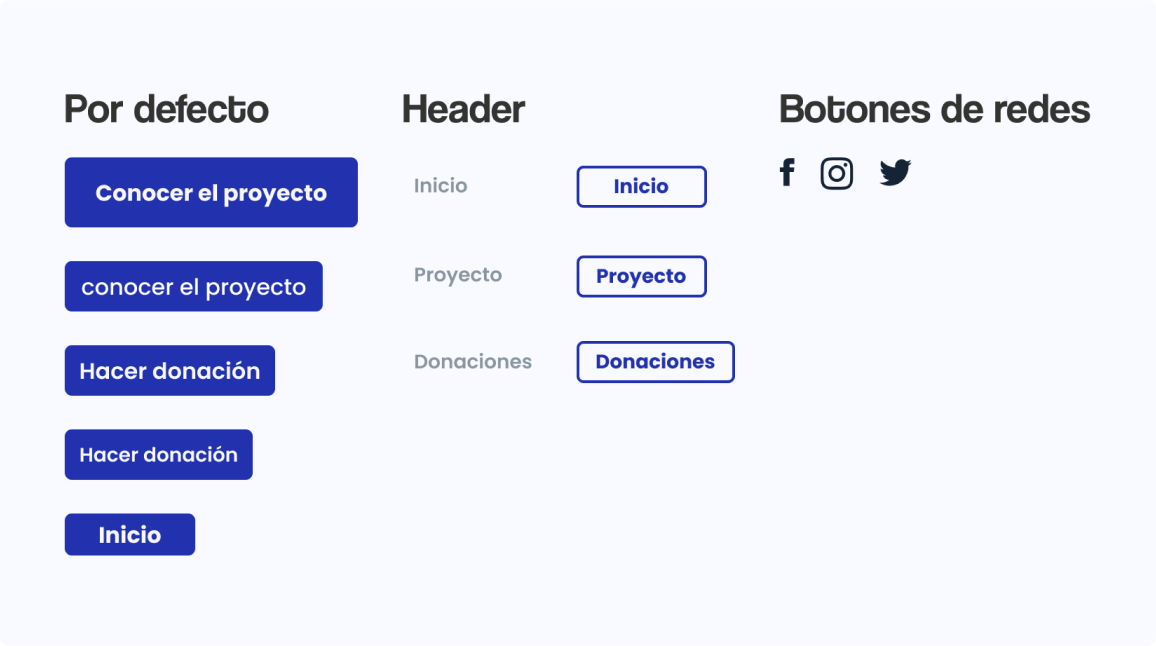 Por defecto
Conocer el proyecto
conocer el proyecto
Hacer donación
Hacer donación
Inicio
Header
Inicio
Inicio
Proyecto
Proyecto
Donaciones
Donaciones
Botones de redes